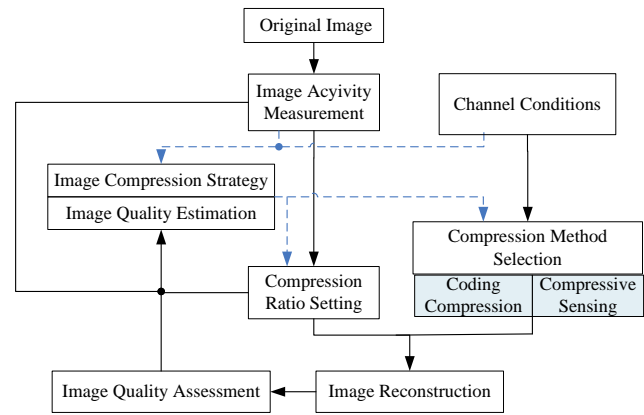 Original Image
Image Acyivity
Measurement
Channel Conditions
Image Compression Strategy
Image Quality Estimation
Compression Method
Selection
Compression
Ratio Setting
Coding
Compression
Compressive
Sensing
Image Quality Assessment
Image Reconstruction